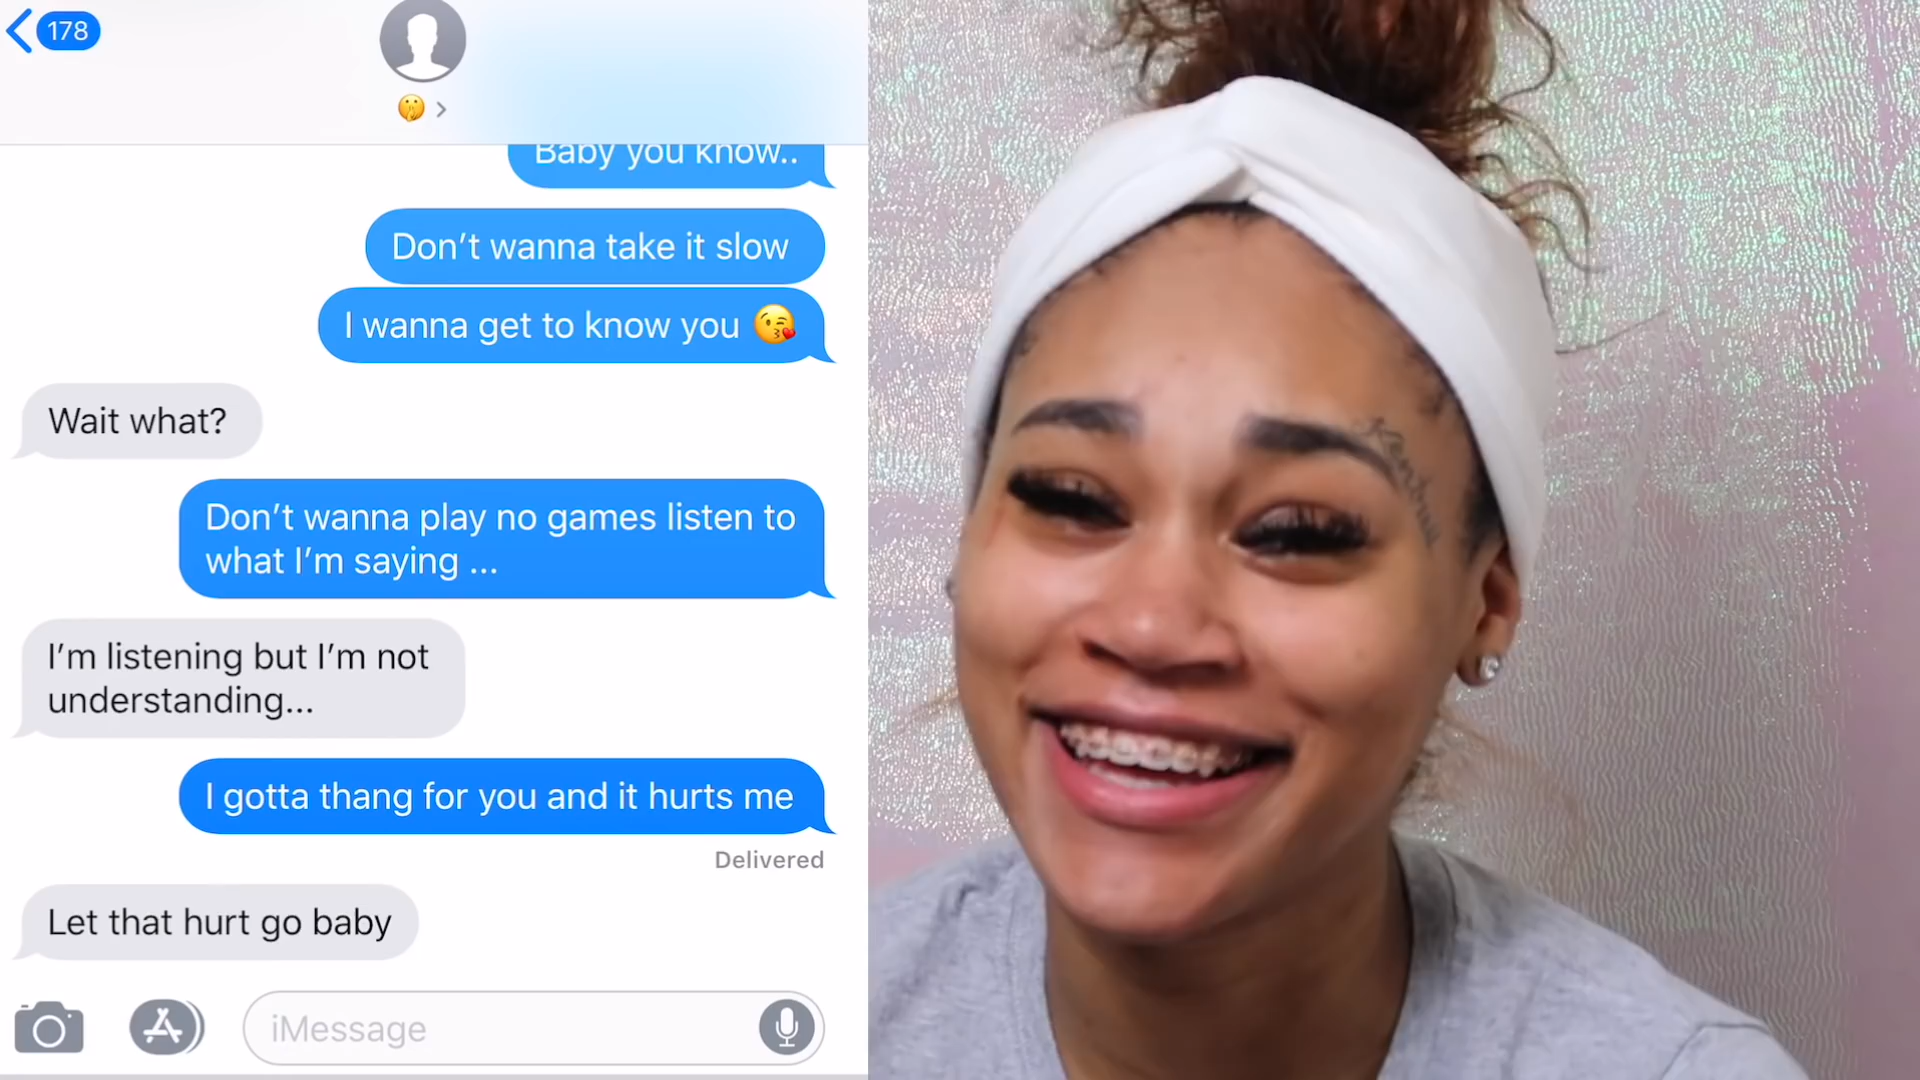 178
Baby you know..
Don’t wanna take it slow
I wanna get to know you 😘
Wait what?
Don’t wanna play no games listen to
what I’m saying ...
I’m listening but I’m not
understanding...
I gotta thang for you and it hurts me
Delivered
Let that hurt go baby
iMessage